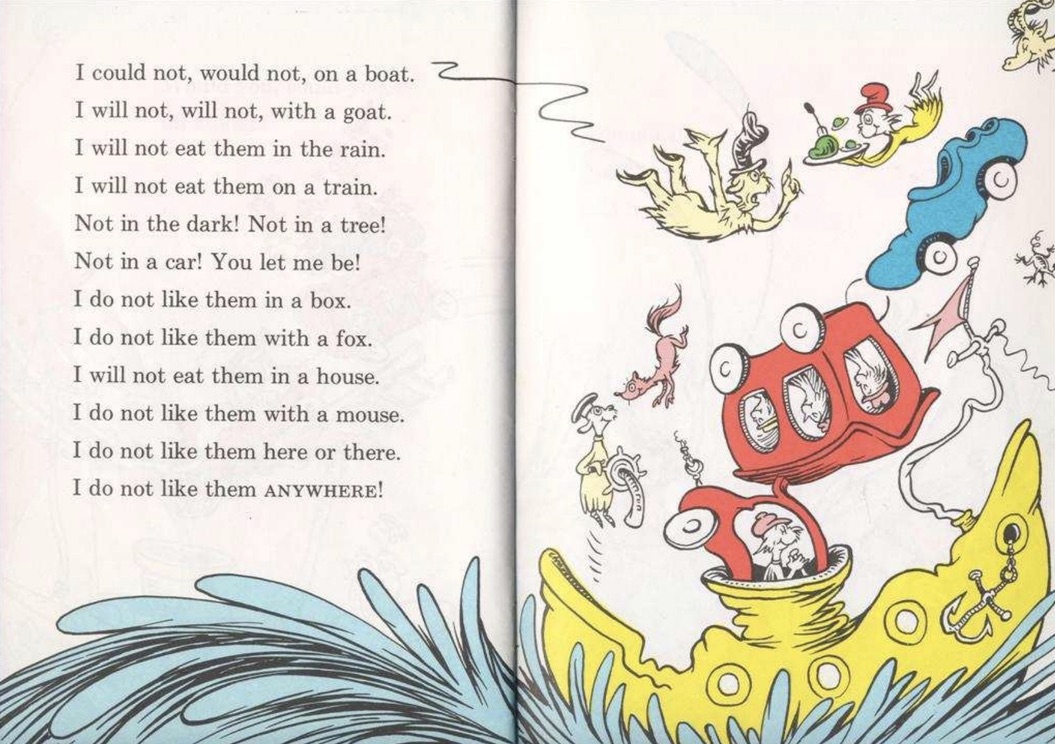 I could not, would not, on a boat.
I will not, will not, with a goat.
I will not eat them in the rain.
I will not eat them on a train.
Not in the dark! Not in a tree!
Not in a car! You let me be!
I do not like them in a box.
I do not like them with a fox.
I will not eat them in a house.
I do not like them with a mouse.
I do not like them here or there.
I do not like them ANYWHERE!